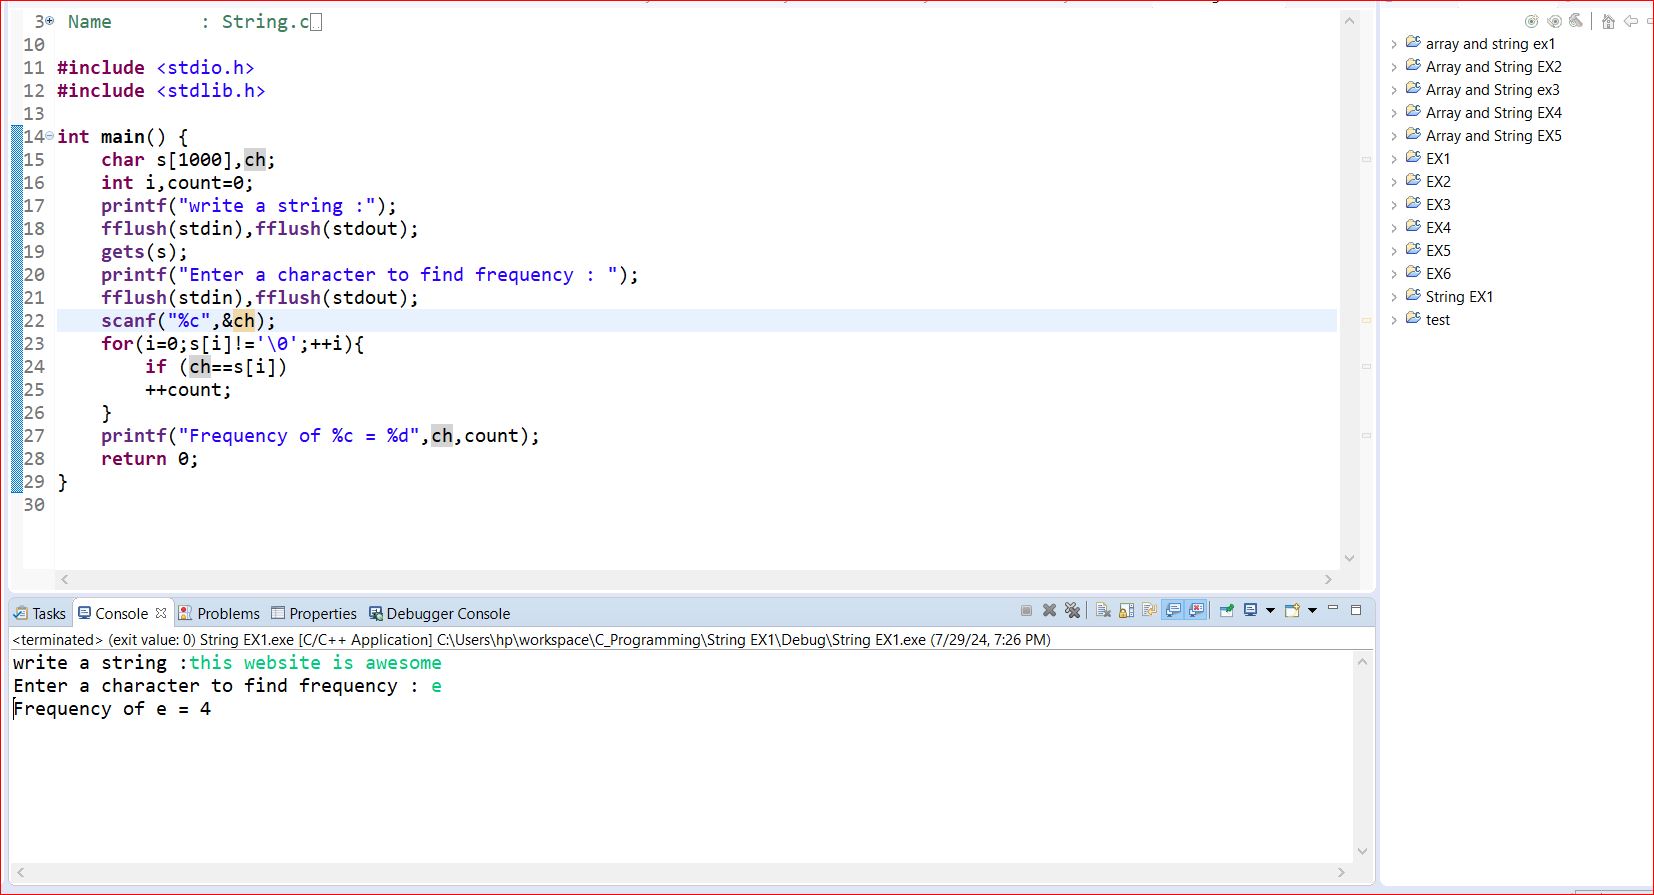 3 Name : String.c
10
11 #include <stdio.h>
12 #include <stdlib.h>
13
14 int main() {
15 char s[1000],ch;
16 int i,count=0;
17 printf("write a string :");
18 fflush(stdin),fflush(stdout);
19 gets(s);
20 printf("Enter a character to find frequency : ");
21 fflush(stdin),fflush(stdout);
22 scanf("%c",&ch);
23 for(i=0;s[i]!='\0';++i){
24 if (ch==s[i])
25 ++count;
26 }
27 printf("Frequency of %c = %d",ch,count);
28 return 0;
29 }
30
array and string ex1
Array and String EX2
Array and String ex3
Array and String EX4
Array and String EX5
EX1
EX2
EX3
EX4
EX5
EX6
String EX1
test
Tasks Console Problems Properties Debugger Console
<terminated> (exit value: 0) String EX1.exe [C/C++ Application] C:\Users\hp\workspace\C_Programming\String EX1\Debug\String EX1.exe (7/29/24, 7:26 PM)
write a string :this website is awesome
Enter a character to find frequency : e
Frequency of e = 4